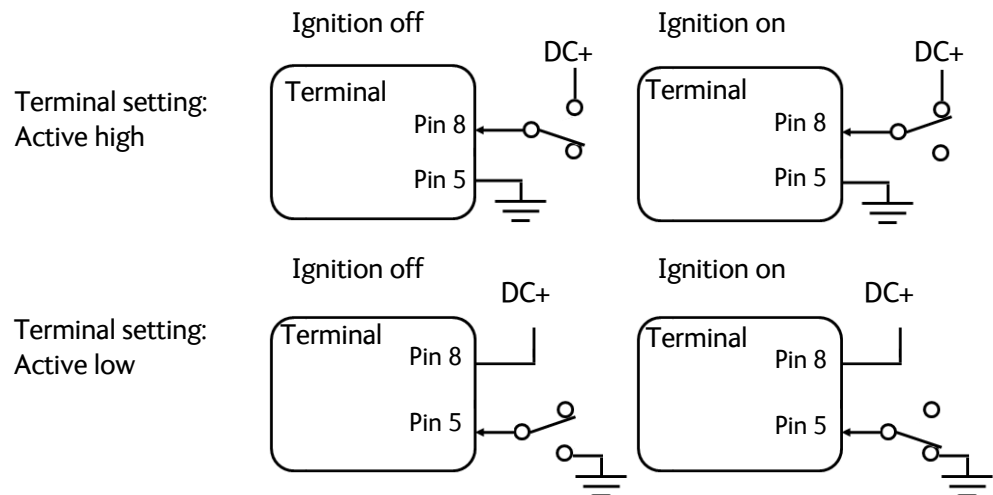 Ignition off
Ignition on
DC+
DC+
Terminal setting:
Active high
Terminal
Pin 8
Pin 5
Terminal
Pin 8
Pin 5
Ignition off
Ignition on
DC+
DC+
Terminal setting:
Active low
Terminal
Pin 8
Pin 5
Terminal
Pin 8
Pin 5